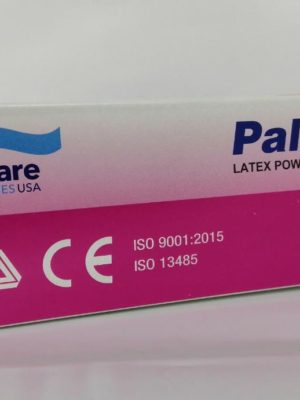 are
ES USA
Pal
LATEX POW
CE
ISO 9001:2015
ISO 13485